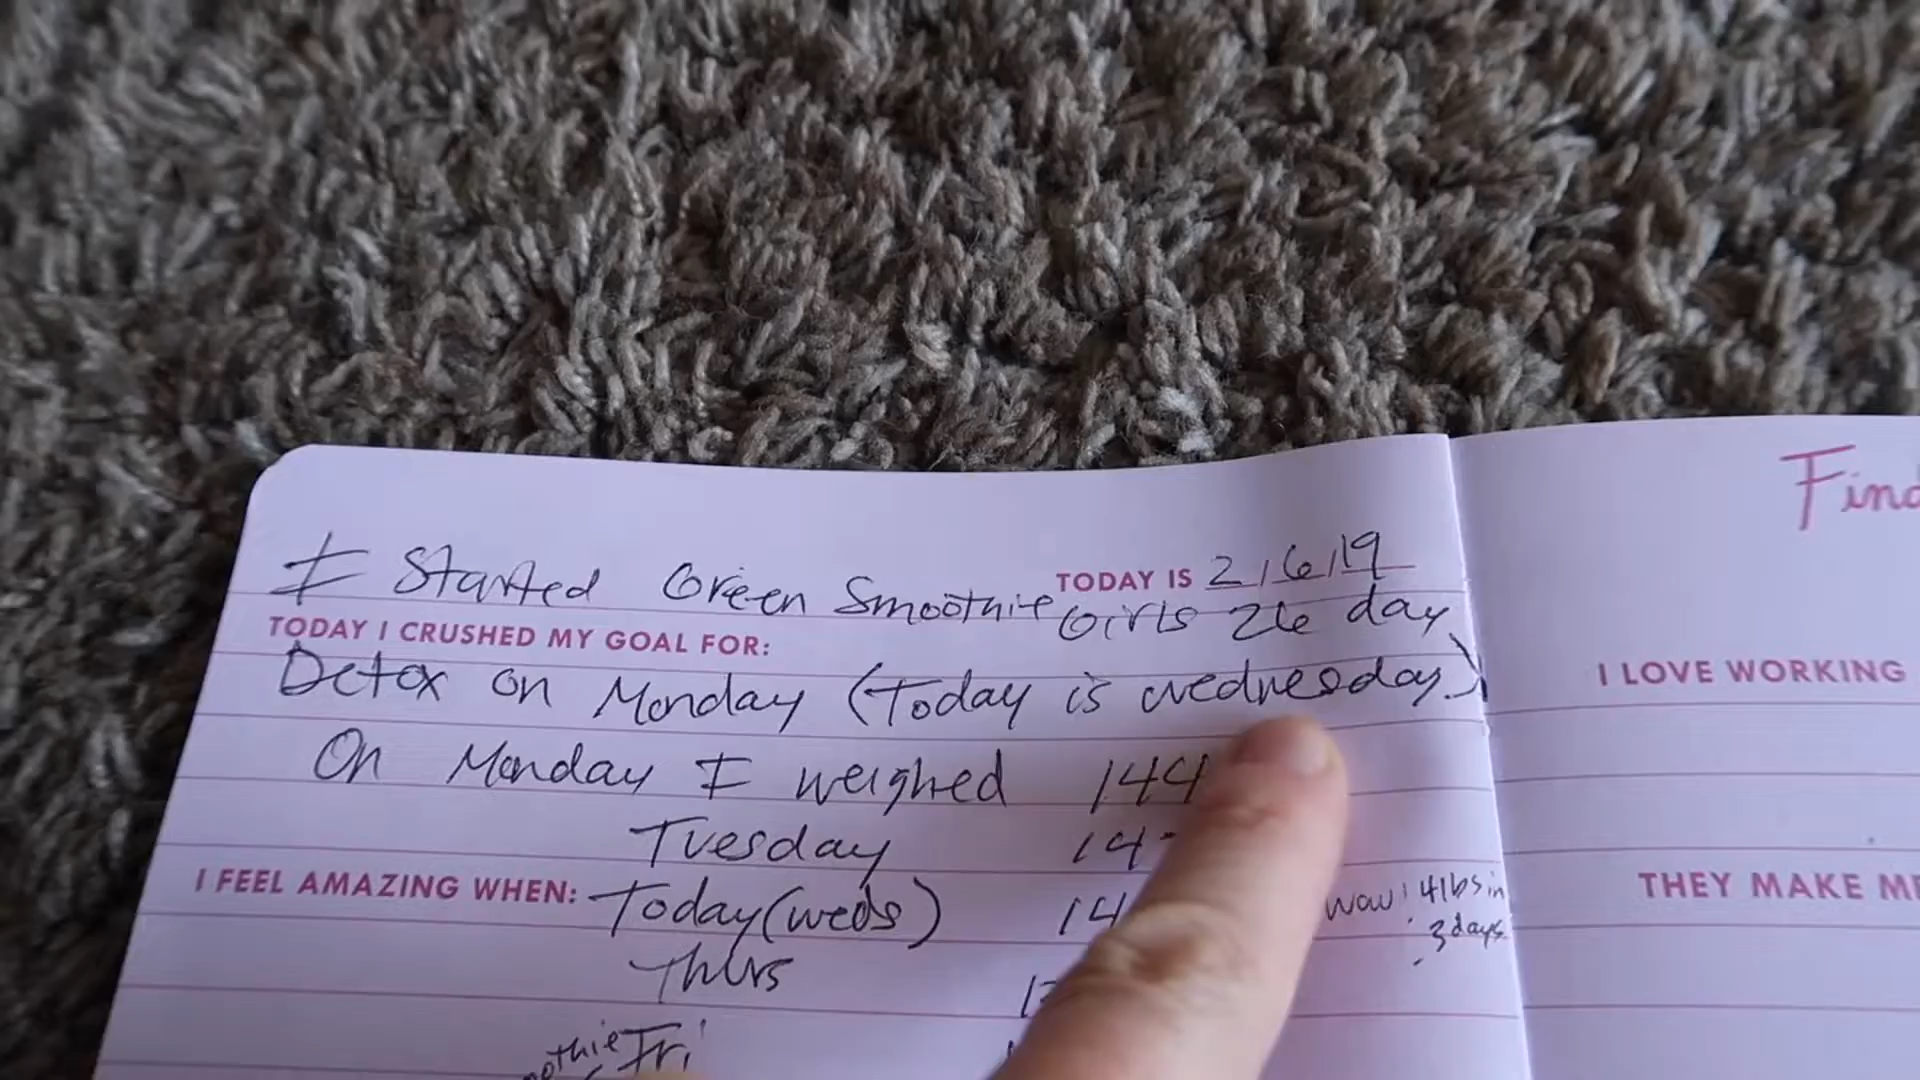 TODAY IS 2/6/19
I Started Green Smoothie Girls 26 day
TODAY I CRUSHED MY GOAL FOR:
Detox on Monday (Today is wednesday)
On Monday I weighed 144
Tuesday 14
I FEEL AMAZING WHEN: Today (weds) 14 wow! 4lbs in
3 days.
Thurs
Fri
Find
I LOVE WORKING
THEY MAKE ME